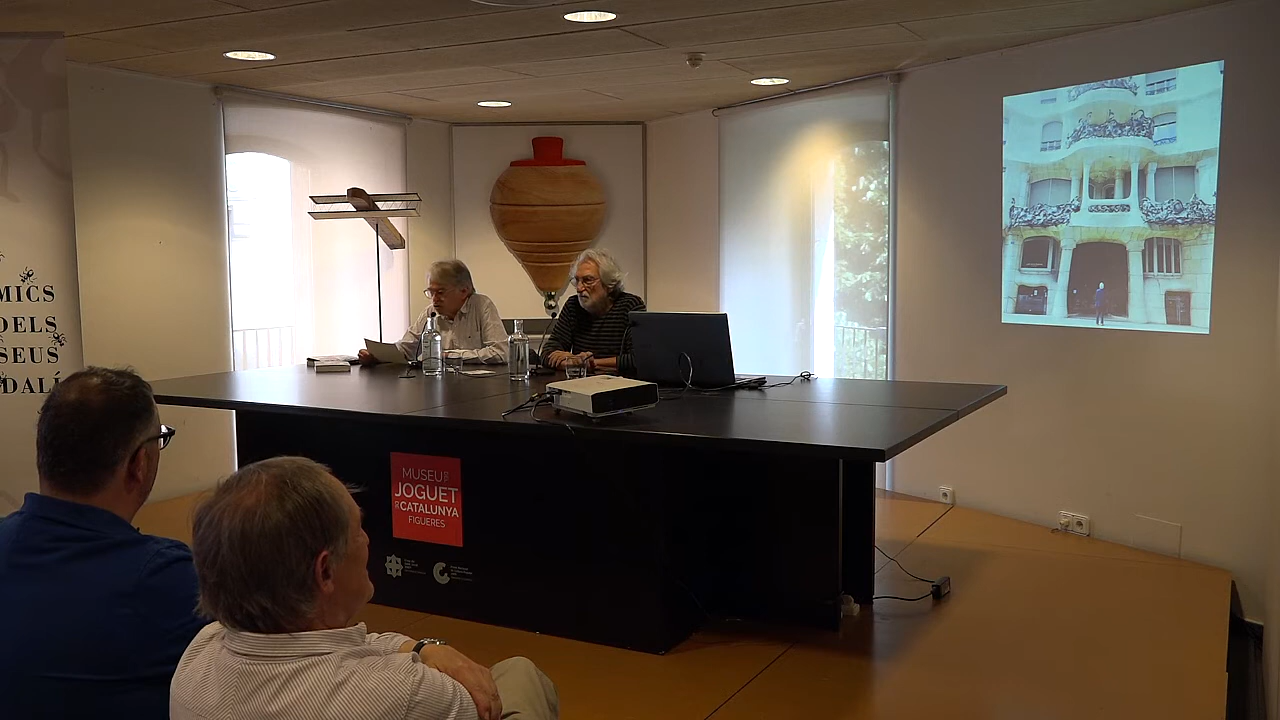 MICS
DELS
SEUS
DALÍ
MUSEU DEL
JOGUET
DE CATALUNYA
FIGUERES